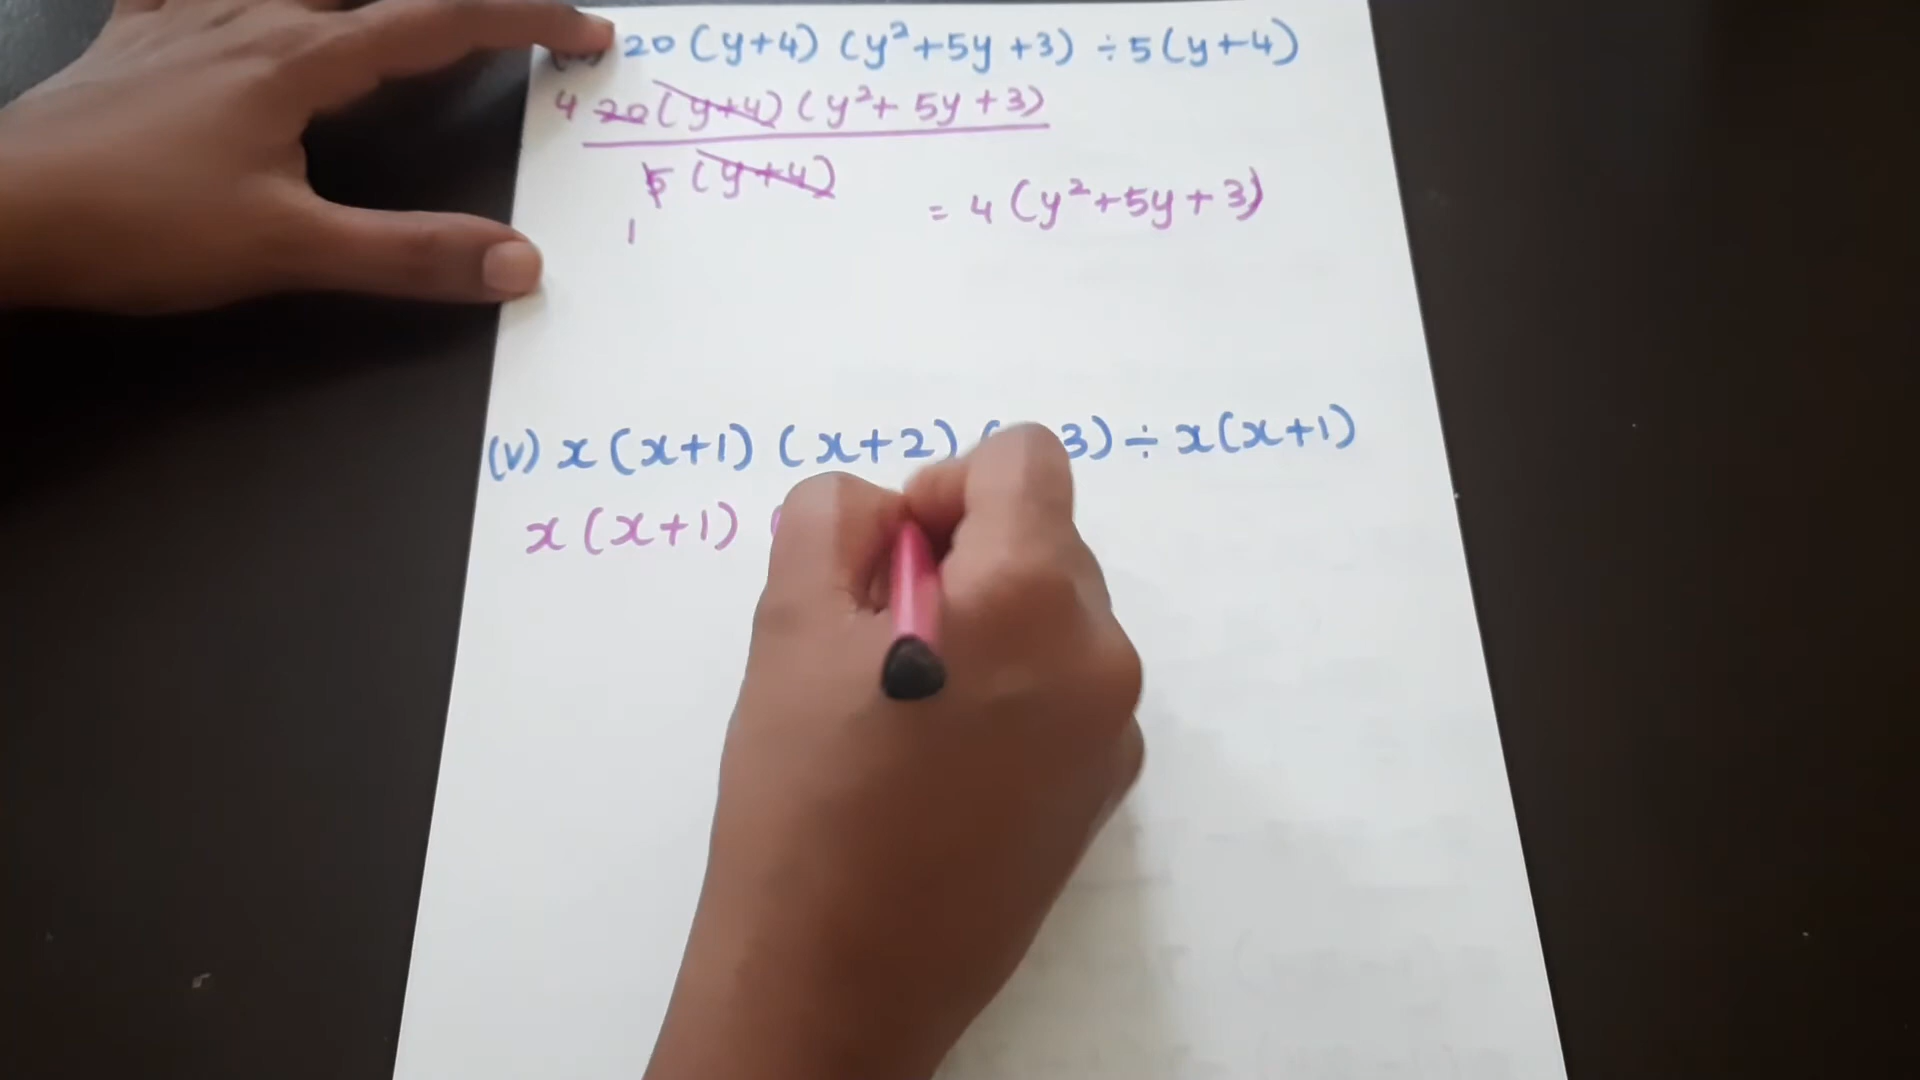 20 (y+4) (y²+5y+3) ÷ 5(y+4)
4 20 (y+4) (y²+ 5y+3)
5 (y+4)
1
= 4 (y²+5y+3)
(v) x(x+1) (x+2) ( 3) ÷ x(x+1)
x (x+1) (